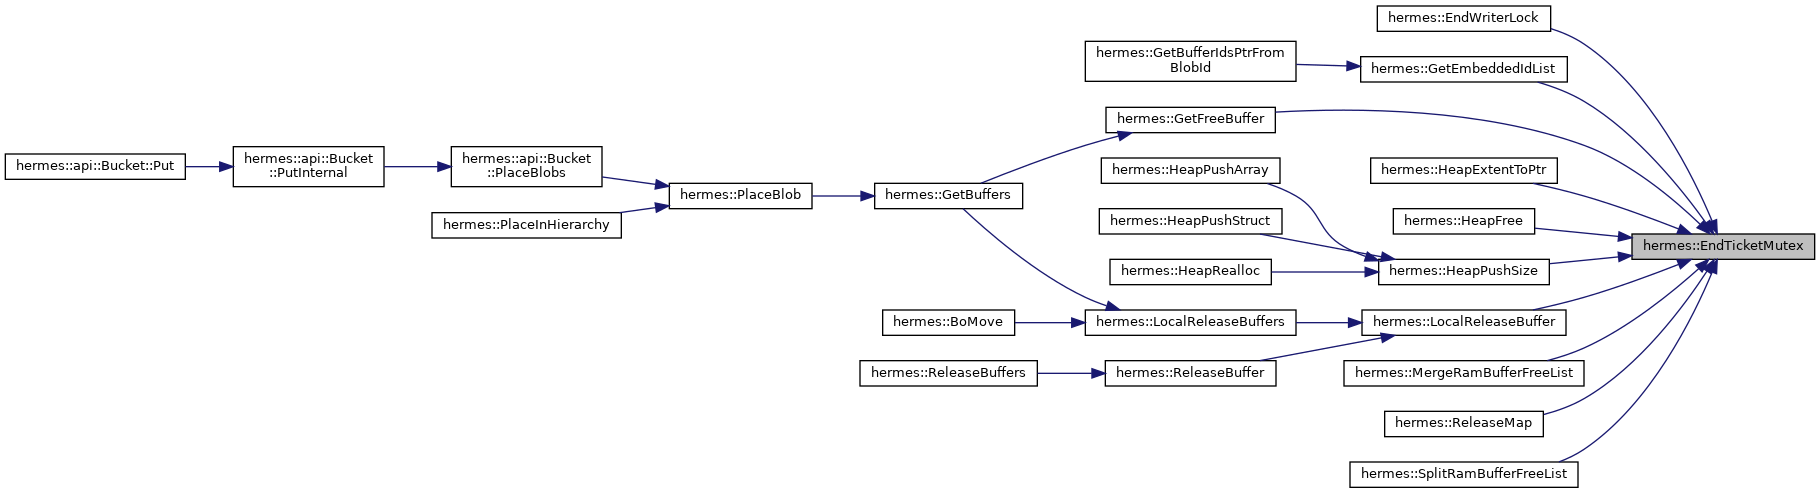 hermes::EndWriterLock
hermes::GetBufferIdsPtrFrom
BlobId
hermes::GetEmbeddedIdList
hermes::GetFreeBuffer
hermes::api::Bucket::Put
hermes::api::Bucket
::PutInternal
hermes::api::Bucket
::PlaceBlobs
hermes::HeapPushArray
hermes::HeapExtentToPtr
hermes::PlaceBlob
hermes::GetBuffers
hermes::PlaceInHierarchy
hermes::HeapPushStruct
hermes::HeapFree
hermes::EndTicketMutex
hermes::HeapRealloc
hermes::HeapPushSize
hermes::BoMove
hermes::LocalReleaseBuffers
hermes::LocalReleaseBuffer
hermes::ReleaseBuffers
hermes::ReleaseBuffer
hermes::MergeRamBufferFreeList
hermes::ReleaseMap
hermes::SplitRamBufferFreeList